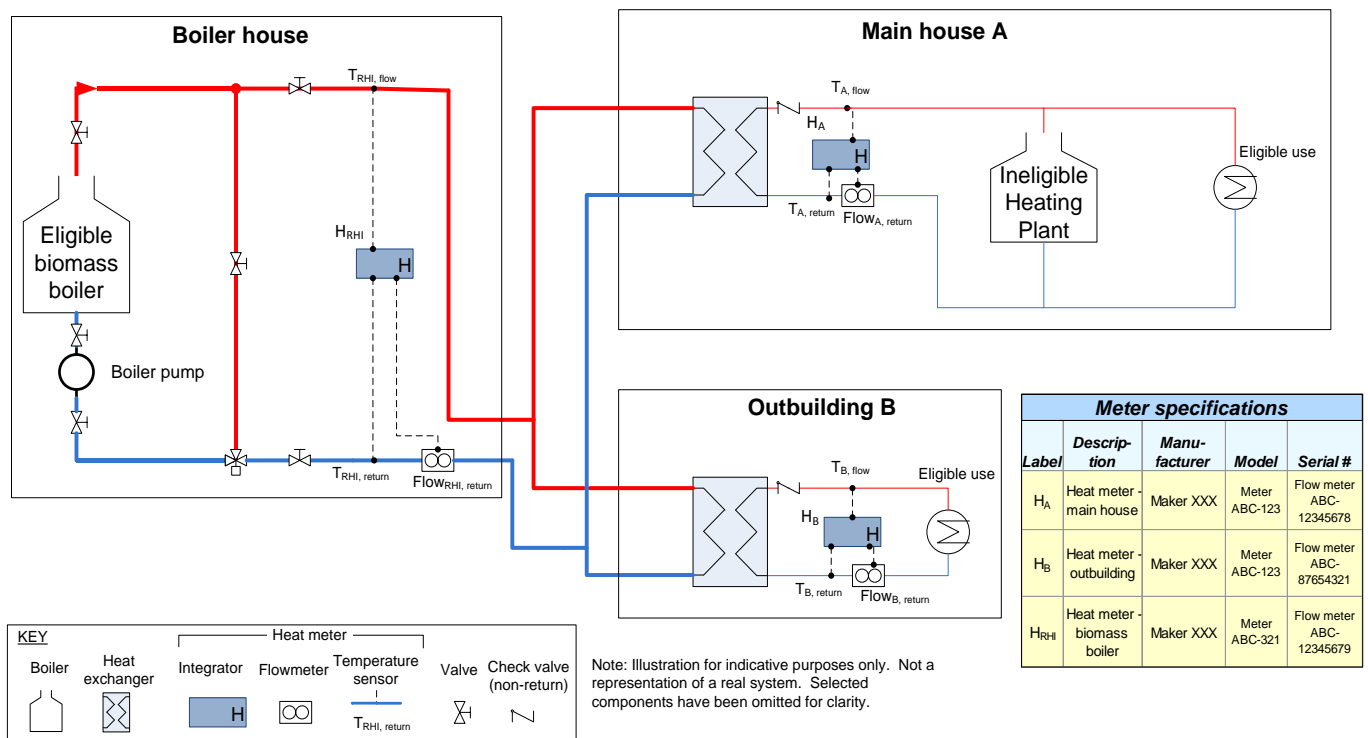 Boiler house
T_RHI, flow
Eligible
biomass
boiler
H_RHI
H
Boiler pump
T_RHI, return
Flow_RHI, return
Main house A
T_A, flow
H_A
H
T_A, return
Flow_A, return
Ineligible
Heating
Plant
Eligible use
Outbuilding B
T_B, flow
Eligible use
H_B
H
T_B, return
Flow_B, return
Meter specifications
Label Descrip-tion Manu-facturer Model Serial #
H_A Heat meter - main house Maker XXX Meter ABC-123 Flow meter ABC-12345678
H_B Heat meter - outbuilding Maker XXX Meter ABC-123 Flow meter ABC-87654321
H_RHI Heat meter - biomass boiler Maker XXX Meter ABC-321 Flow meter ABC-12345679
KEY
Heat meter
Boiler
Heat exchanger
Integrator
H
Flowmeter
Temperature sensor
T_RHI, return
Valve
Check valve (non-return)
Note: Illustration for indicative purposes only. Not a
representation of a real system. Selected
components have been omitted for clarity.